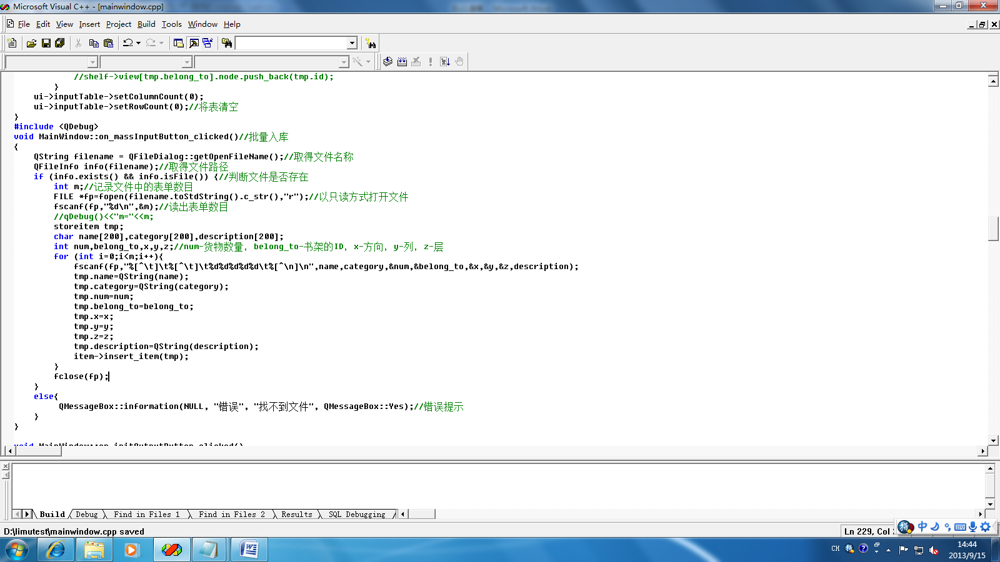 Microsoft Visual C++ - [mainwindow.cpp]
File Edit View Insert Project Build Tools Window Help
//shelf->view[tmp.belong_to].node.push_back(tmp.id);
}
ui->inputTable->setColumnCount(0);
ui->inputTable->setRowCount(0);//将表清空
}
#include <QDebug>
void MainWindow::on_massInputButton_clicked()//批量入库
{
QString filename = QFileDialog::getOpenFileName();//取得文件名称
QFileInfo info(filename);//取得文件路径
if (info.exists() && info.isFile()) {//判断文件是否存在
int m;//记录文件中的表单数目
FILE *fp=fopen(filename.toStdString().c_str(),"r");//以只读方式打开文件
fscanf(fp,"%d\n",&m);//读出表单数目
//qDebug()<<"m="<<m;
storeitem tmp;
char name[200],category[200],description[200];
int num,belong_to,x,y,z;//num-货物数量，belong_to-书架的ID，x-方向，y-列，z-层
for (int i=0;i<m;i++){
fscanf(fp,"%[^\t]\t%[^\t]\t%d%d%d%d%d\t%[^\n]\n",name,category,&num,&belong_to,&x,&y,&z,description);
tmp.name=QString(name);
tmp.category=QString(category);
tmp.num=num;
tmp.belong_to=belong_to;
tmp.x=x;
tmp.y=y;
tmp.z=z;
tmp.description=QString(description);
item->insert_item(tmp);
}
fclose(fp);
}
else{
QMessageBox::information(NULL, "错误", "找不到文件", QMessageBox::Yes);//错误提示
}
}
void MainWindow::on_initOutputButton_clicked()
Build Debug Find in Files 1 Find in Files 2 Results SQL Debugging
D:\limutest\mainwindow.cpp saved
Ln 229, Col
中
CH
14:44
2013/9/15